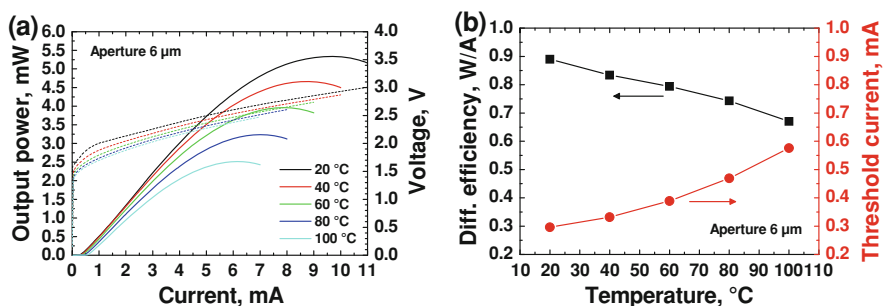 (a)
Output power, mW
6.0
5.5
5.0
4.5
4.0
3.5
3.0
2.5
2.0
1.5
1.0
0.5
0.0
Aperture 6 µm
20 °C
40 °C
60 °C
80 °C
100 °C
4.0
3.5
3.0
2.5
2.0
1.5
1.0
0.5
0.0
Voltage, V
0 1 2 3 4 5 6 7 8 9 10 11
Current, mA
(b)
Diff. efficiency, W/A
1.0
0.9
0.8
0.7
0.6
0.5
0.4
0.3
0.2
Aperture 6 µm
1.0
0.9
0.8
0.7
0.6
0.5
0.4
0.3
0.2
Threshold current, mA
10 20 30 40 50 60 70 80 90 100 110
Temperature, °C